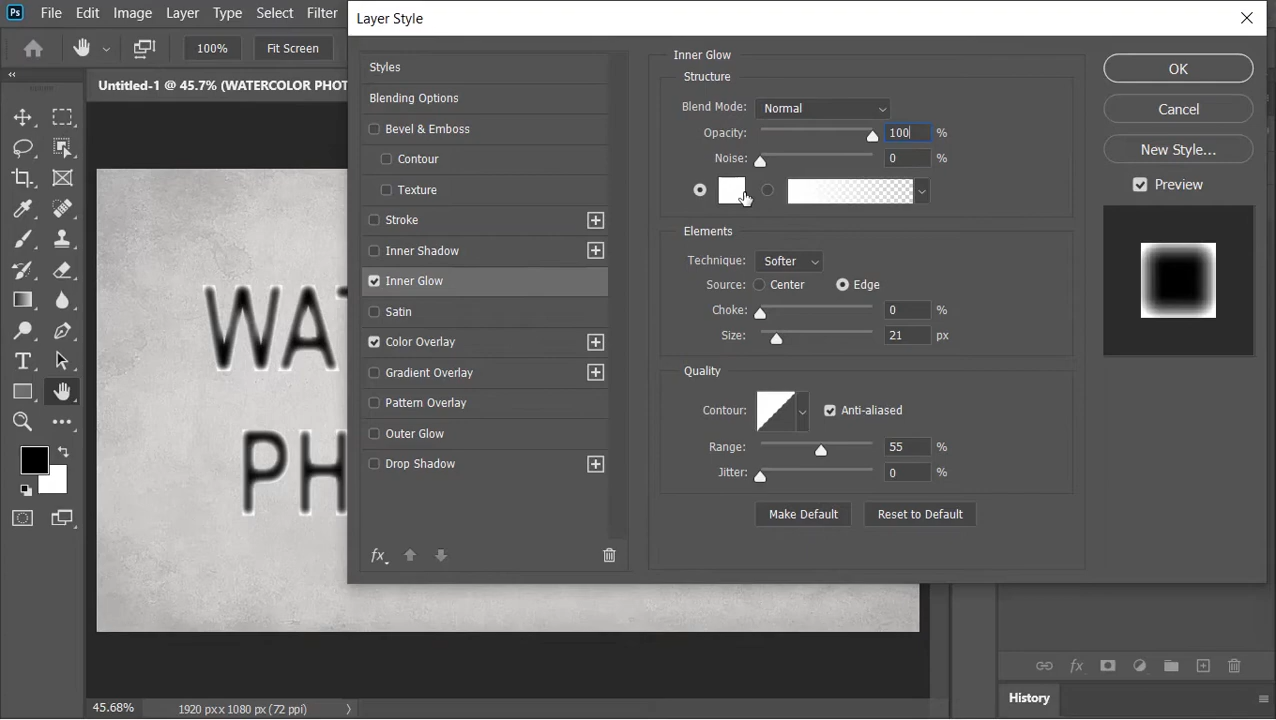 Ps File Edit Image Layer Type Select Filter
Layer Style
100% Fit Screen
Untitled-1 @ 45.7% (WATERCOLOR PHOT
Styles
Blending Options
Bevel & Emboss
Contour
Texture
Stroke
Inner Shadow
Inner Glow
Satin
Color Overlay
Gradient Overlay
Pattern Overlay
Outer Glow
Drop Shadow
fx
Inner Glow
Structure
Blend Mode: Normal
Opacity: 100 %
Noise: 0 %
Elements
Technique: Softer
Source: Center Edge
Choke: 0 %
Size: 21 px
Quality
Contour: Anti-aliased
Range: 55 %
Jitter: 0 %
Make Default Reset to Default
OK
Cancel
New Style...
Preview
WA
PH
45.68% 1920 px x 1080 px (72 ppi)
fx
History